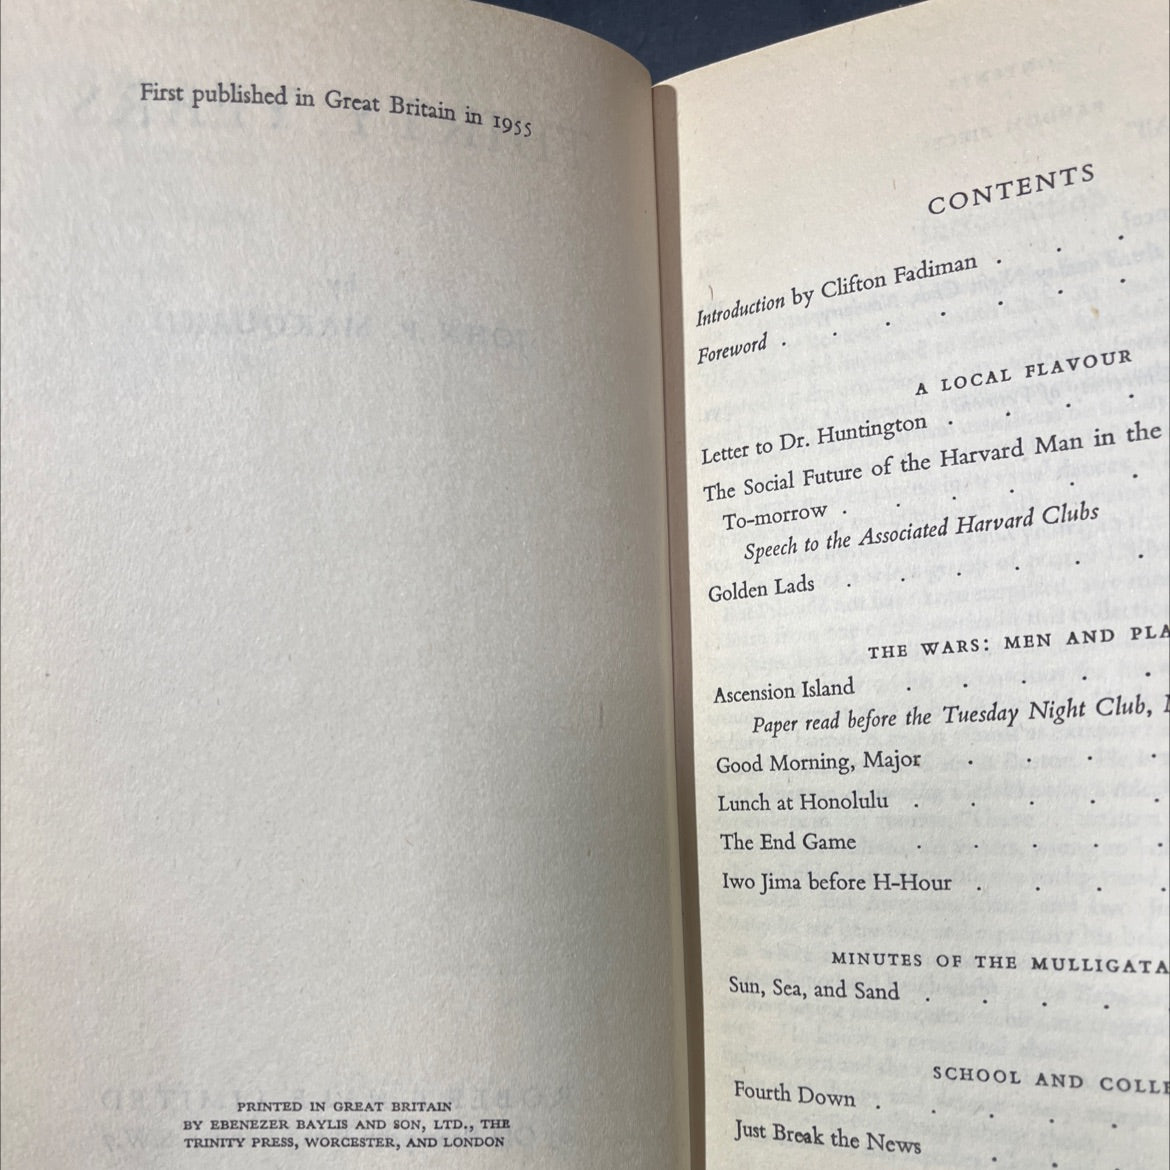 First published in Great Britain in 1955
PRINTED IN GREAT BRITAIN
BY EBENEZER BAYLIS AND SON, LTD., THE
TRINITY PRESS, WORCESTER, AND LONDON
CONTENTS
Introduction by Clifton Fadiman . . .
Foreword . . . . . . .
A LOCAL FLAVOUR
Letter to Dr. Huntington . . . .
The Social Future of the Harvard Man in the
To-morrow . . . . . .
Speech to the Associated Harvard Clubs
Golden Lads . . . . . .
THE WARS: MEN AND PLA
Ascension Island . . . . .
Paper read before the Tuesday Night Club,
Good Morning, Major . . . .
Lunch at Honolulu . . . . .
The End Game . . . . .
Iwo Jima before H-Hour . . . .
MINUTES OF THE MULLIGATA
Sun, Sea, and Sand . . . .
SCHOOL AND COLLE
Fourth Down . . . . .
Just Break the News . . .